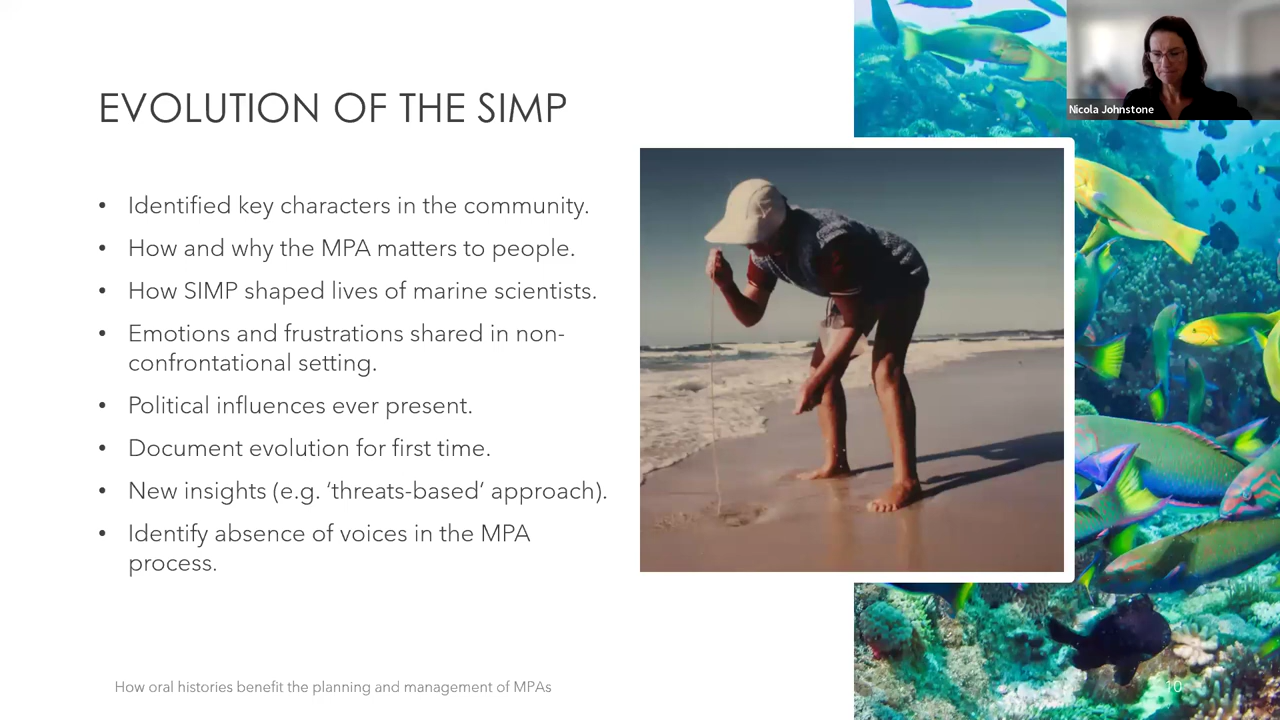 EVOLUTION OF THE SIMP
• Identified key characters in the community.
• How and why the MPA matters to people.
• How SIMP shaped lives of marine scientists.
• Emotions and frustrations shared in non-
confrontational setting.
• Political influences ever present.
• Document evolution for first time.
• New insights (e.g. ‘threats-based’ approach).
• Identify absence of voices in the MPA
process.
Nicola Johnstone
How oral histories benefit the planning and management of MPAs
10